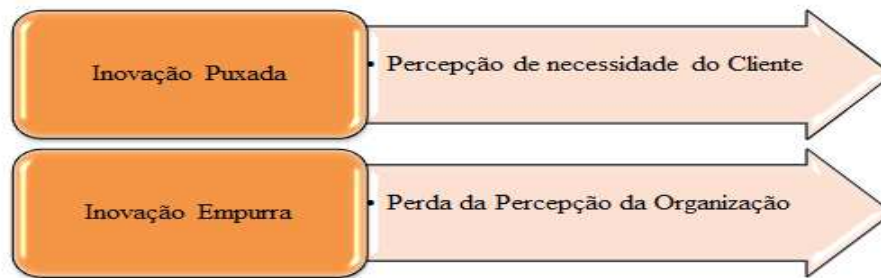 Inovação Puxada
• Percepção de necessidade do Cliente
Inovação Empurra
• Perda da Percepção da Organização